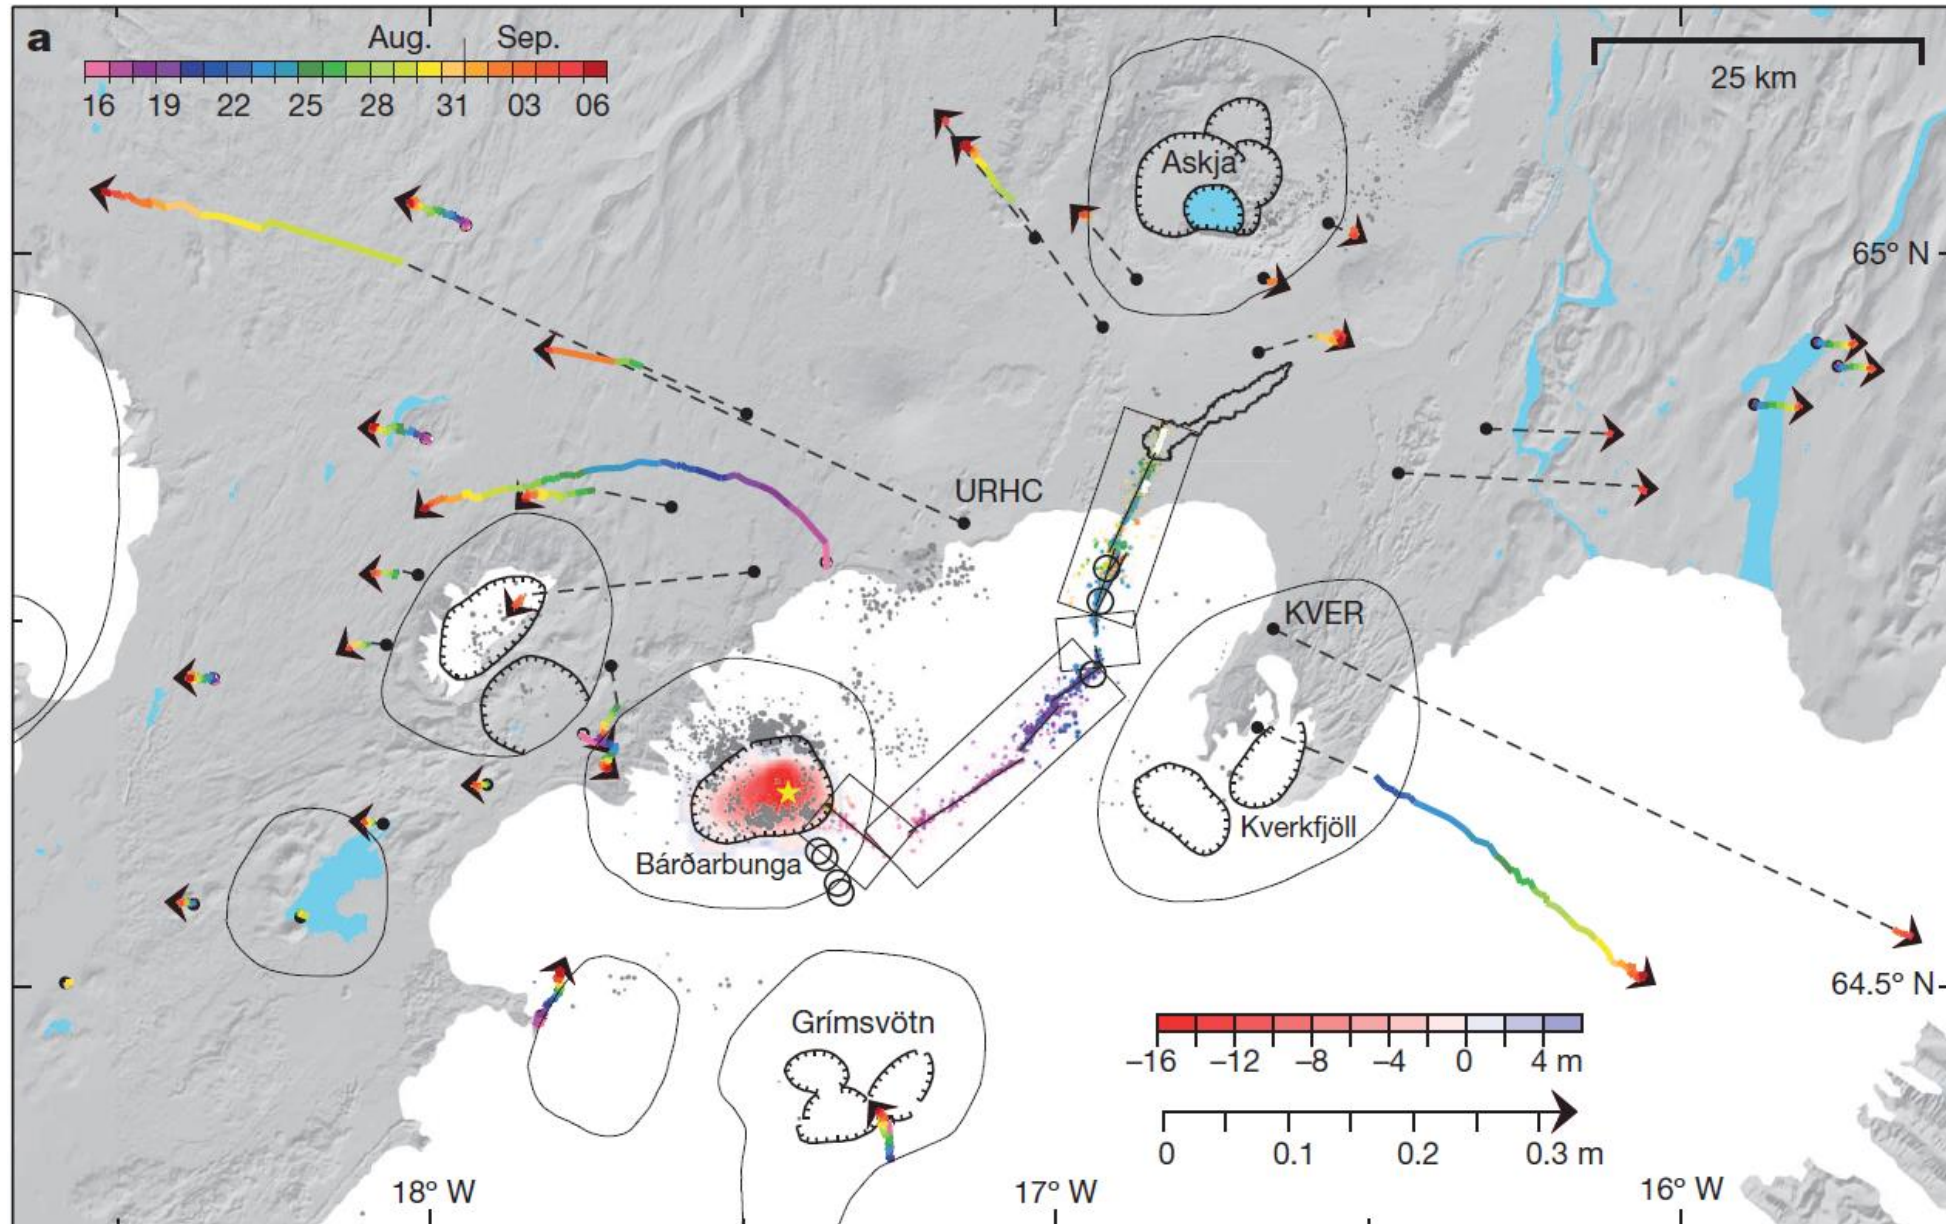 a
Aug. Sep.
16 19 22 25 28 31 03 06
25 km
Askja
65° N
URHC
KVER
Kverkfjöll
Bárðarbunga
64.5° N
Grímsvötn
–16 –12 –8 –4 0 4 m
0 0.1 0.2 0.3 m
18° W 17° W 16° W